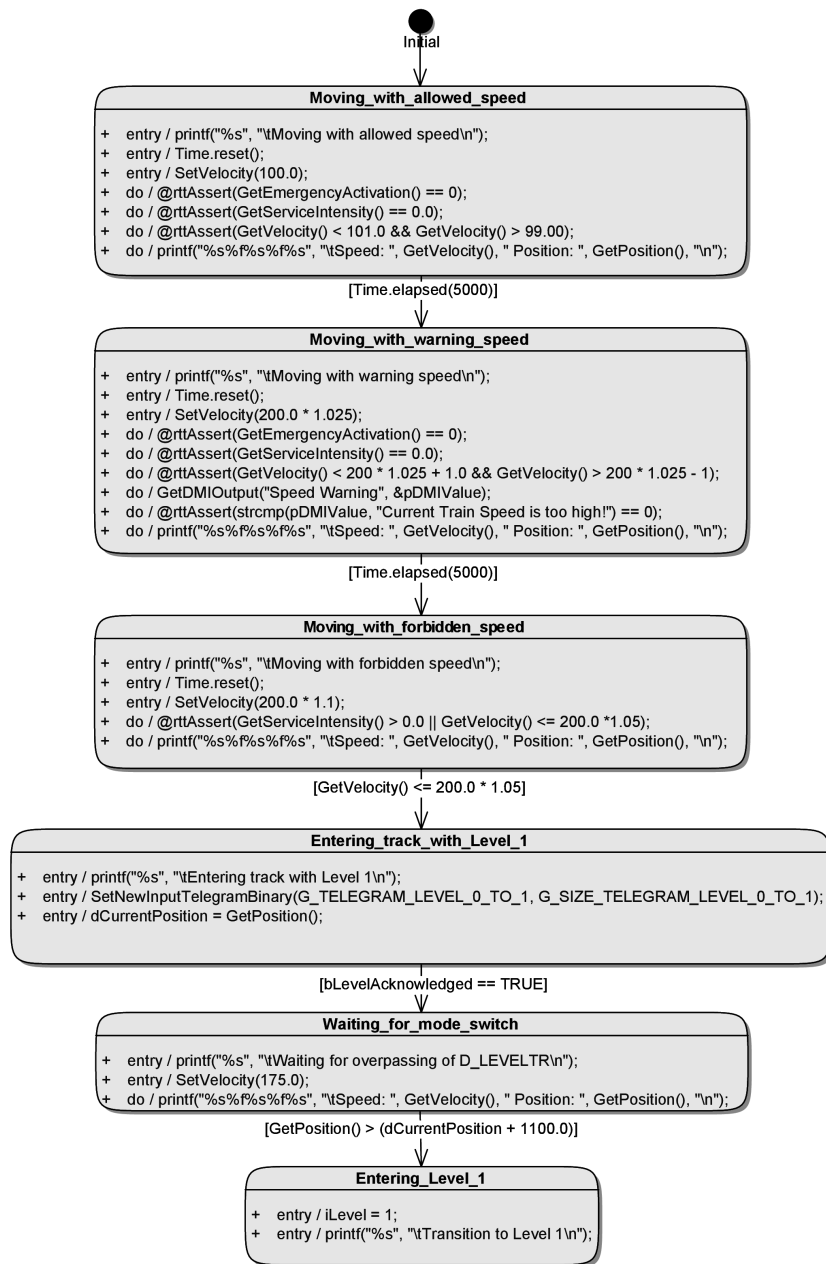 Initial
Moving_with_allowed_speed
+ entry / printf("%s", "\tMoving with allowed speed\n");
+ entry / Time.reset();
+ entry / SetVelocity(100.0);
+ do / @rttAssert(GetEmergencyActivation() == 0);
+ do / @rttAssert(GetServiceIntensity() == 0.0);
+ do / @rttAssert(GetVelocity() < 101.0 && GetVelocity() > 99.00);
+ do / printf("%s%f%s%f%s", "\tSpeed: ", GetVelocity(), " Position: ", GetPosition(), "\n");
[Time.elapsed(5000)]
Moving_with_warning_speed
+ entry / printf("%s", "\tMoving with warning speed\n");
+ entry / Time.reset();
+ entry / SetVelocity(200.0 * 1.025);
+ do / @rttAssert(GetEmergencyActivation() == 0);
+ do / @rttAssert(GetServiceIntensity() == 0.0);
+ do / @rttAssert(GetVelocity() < 200 * 1.025 + 1.0 && GetVelocity() > 200 * 1.025 - 1);
+ do / GetDMIOutput("Speed Warning", &pDMIValue);
+ do / @rttAssert(strcmp(pDMIValue, "Current Train Speed is too high!") == 0);
+ do / printf("%s%f%s%f%s", "\tSpeed: ", GetVelocity(), " Position: ", GetPosition(), "\n");
[Time.elapsed(5000)]
Moving_with_forbidden_speed
+ entry / printf("%s", "\tMoving with forbidden speed\n");
+ entry / Time.reset();
+ entry / SetVelocity(200.0 * 1.1);
+ do / @rttAssert(GetServiceIntensity() > 0.0 || GetVelocity() <= 200.0 *1.05);
+ do / printf("%s%f%s%f%s", "\tSpeed: ", GetVelocity(), " Position: ", GetPosition(), "\n");
[GetVelocity() <= 200.0 * 1.05]
Entering_track_with_Level_1
+ entry / printf("%s", "\tEntering track with Level 1\n");
+ entry / SetNewInputTelegramBinary(G_TELEGRAM_LEVEL_0_TO_1, G_SIZE_TELEGRAM_LEVEL_0_TO_1);
+ entry / dCurrentPosition = GetPosition();
[bLevelAcknowledged == TRUE]
Waiting_for_mode_switch
+ entry / printf("%s", "\tWaiting for overpassing of D_LEVELTR\n");
+ entry / SetVelocity(175.0);
+ do / printf("%s%f%s%f%s", "\tSpeed: ", GetVelocity(), " Position: ", GetPosition(), "\n");
[GetPosition() > (dCurrentPosition + 1100.0)]
Entering_Level_1
+ entry / iLevel = 1;
+ entry / printf("%s", "\tTransition to Level 1\n");